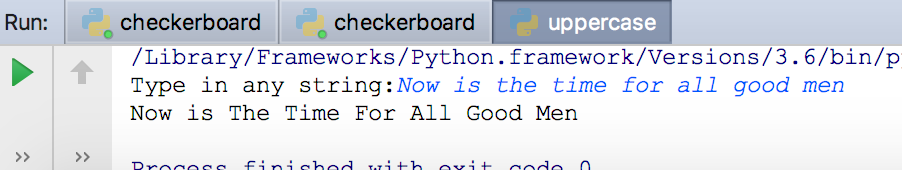 Run: checkerboard checkerboard uppercase
/Library/Frameworks/Python.framework/Versions/3.6/bin/p
Type in any string:Now is the time for all good men
Now is The Time For All Good Men
Process finished with exit code 0